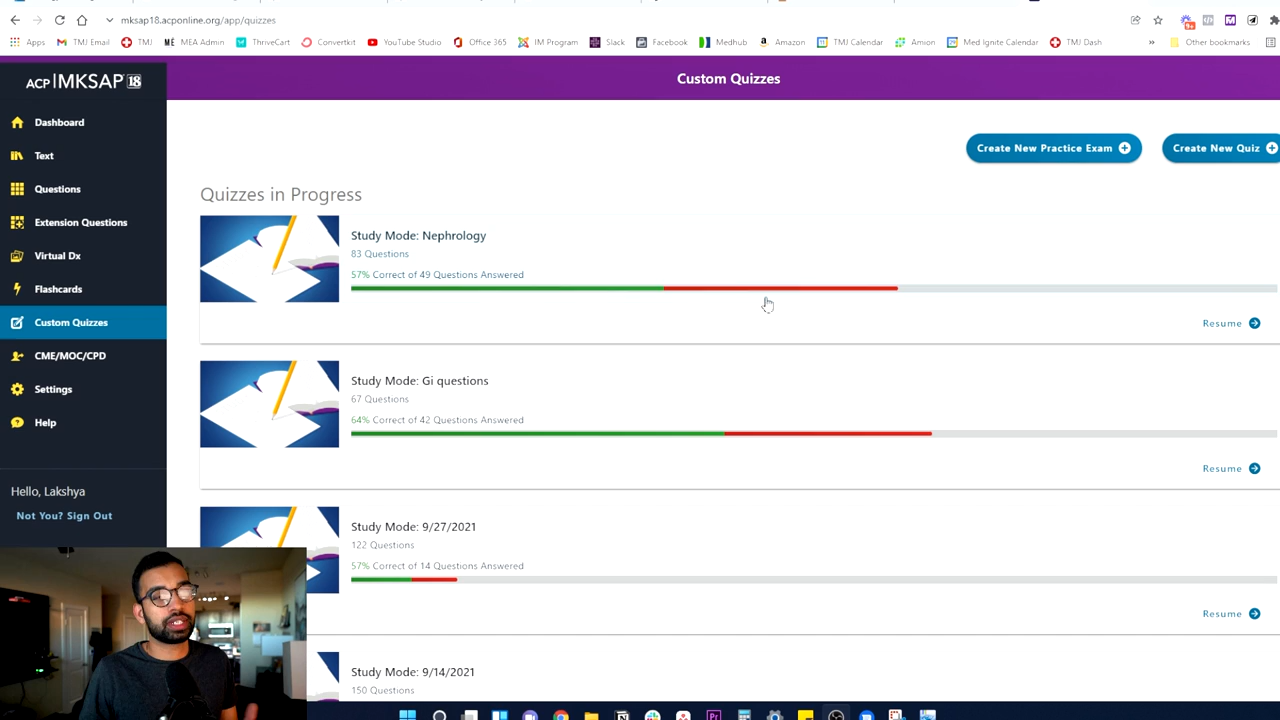 mksap18.acponline.org/app/quizzes
Apps TMJ Email TMJ MEA Admin ThriveCart Convertkit YouTube Studio Office 365 IM Program Slack Facebook Medhub Amazon TMJ Calendar Amion Med Ignite Calendar TMJ Dash » Other bookmarks
ACP MKSAP 18
Custom Quizzes
Dashboard
Text
Questions
Extension Questions
Virtual Dx
Flashcards
Custom Quizzes
CME/MOC/CPD
Settings
Help
Hello, Lakshya
Not You? Sign Out
Create New Practice Exam
Create New Quiz
Quizzes in Progress
Study Mode: Nephrology
83 Questions
57% Correct of 49 Questions Answered
Resume
Study Mode: Gi questions
67 Questions
64% Correct of 42 Questions Answered
Resume
Study Mode: 9/27/2021
122 Questions
57% Correct of 14 Questions Answered
Resume
Study Mode: 9/14/2021
150 Questions